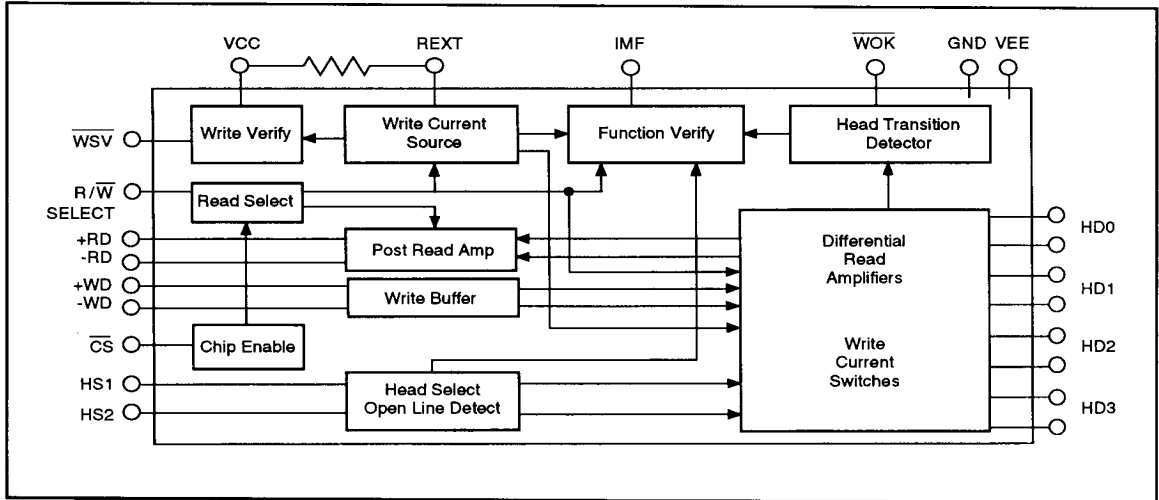 VCC
REXT
IMF
WOK
GND
VEE
WSV
Write Verify
Write Current
Source
Function Verify
Head Transition
Detector
R/W
SELECT
Read Select
+RD
-RD
Post Read Amp
+WD
-WD
Write Buffer
CS
Chip Enable
HS1
HS2
Head Select
Open Line Detect
Differential
Read
Amplifiers
Write
Current
Switches
HD0
HD1
HD2
HD3